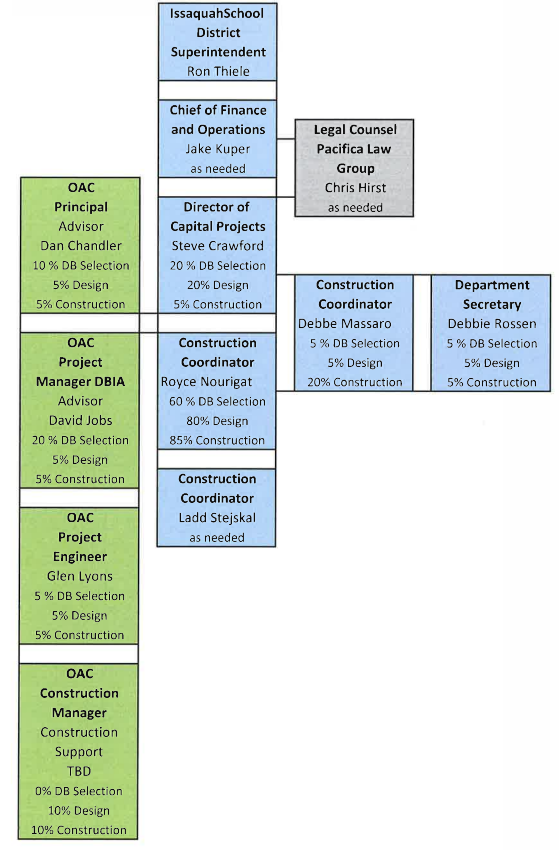 IssaquahSchool
District
Superintendent
Ron Thiele
Chief of Finance
and Operations
Jake Kuper
as needed
Legal Counsel
Pacifica Law
Group
Chris Hirst
as needed
OAC
Principal
Advisor
Dan Chandler
10 % DB Selection
5% Design
5% Construction
Director of
Capital Projects
Steve Crawford
20 % DB Selection
20% Design
5% Construction
Construction
Coordinator
Debbe Massaro
5 % DB Selection
5% Design
20% Construction
Department
Secretary
Debbie Rossen
5 % DB Selection
5% Design
5% Construction
OAC
Project
Manager DBIA
Advisor
David Jobs
20 % DB Selection
5% Design
5% Construction
Construction
Coordinator
Royce Nourigat
60 % DB Selection
80% Design
85% Construction
Construction
Coordinator
Ladd Stejskal
as needed
OAC
Project
Engineer
Glen Lyons
5 % DB Selection
5% Design
5% Construction
OAC
Construction
Manager
Construction
Support
TBD
0% DB Selection
10% Design
10% Construction